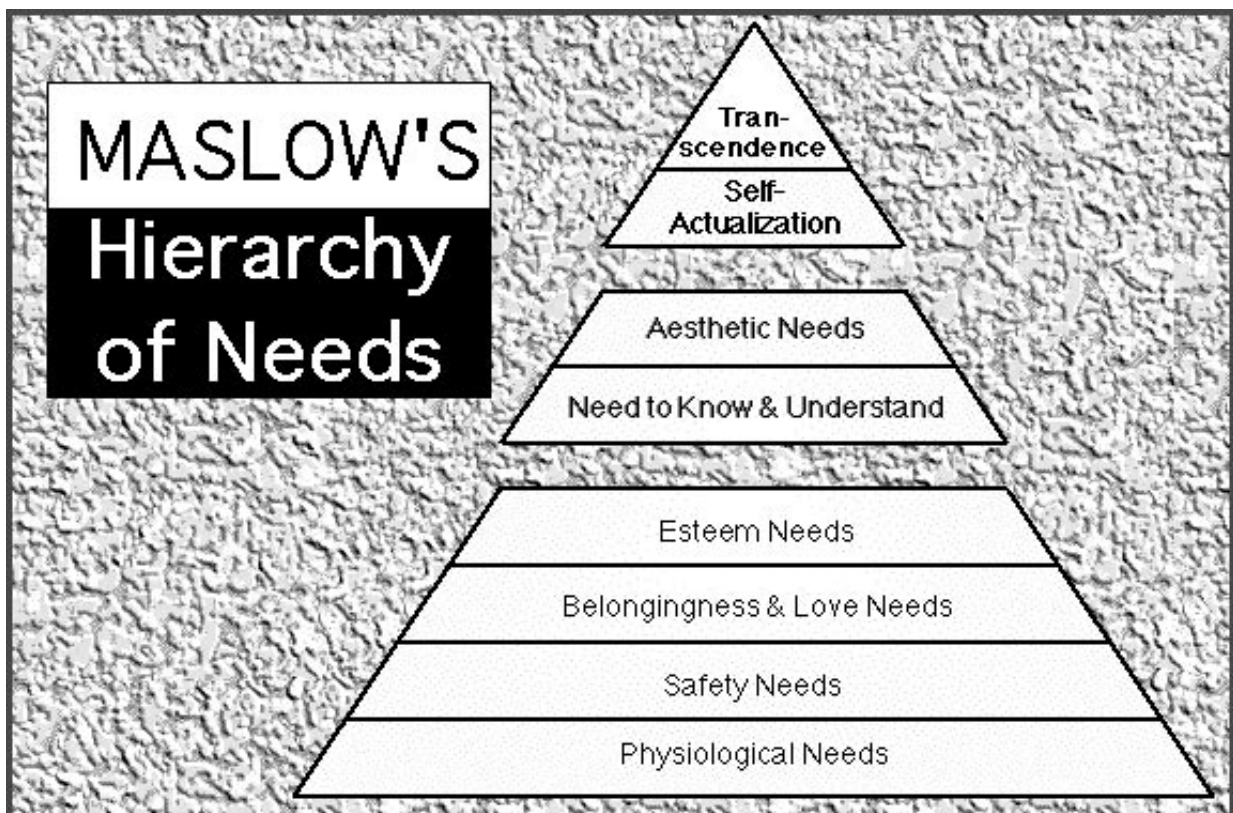 MASLOW'S
Hierarchy
of Needs
Tran-
scendence
Self-
Actualization
Aesthetic Needs
Need to Know & Understand
Esteem Needs
Belongingness & Love Needs
Safety Needs
Physiological Needs